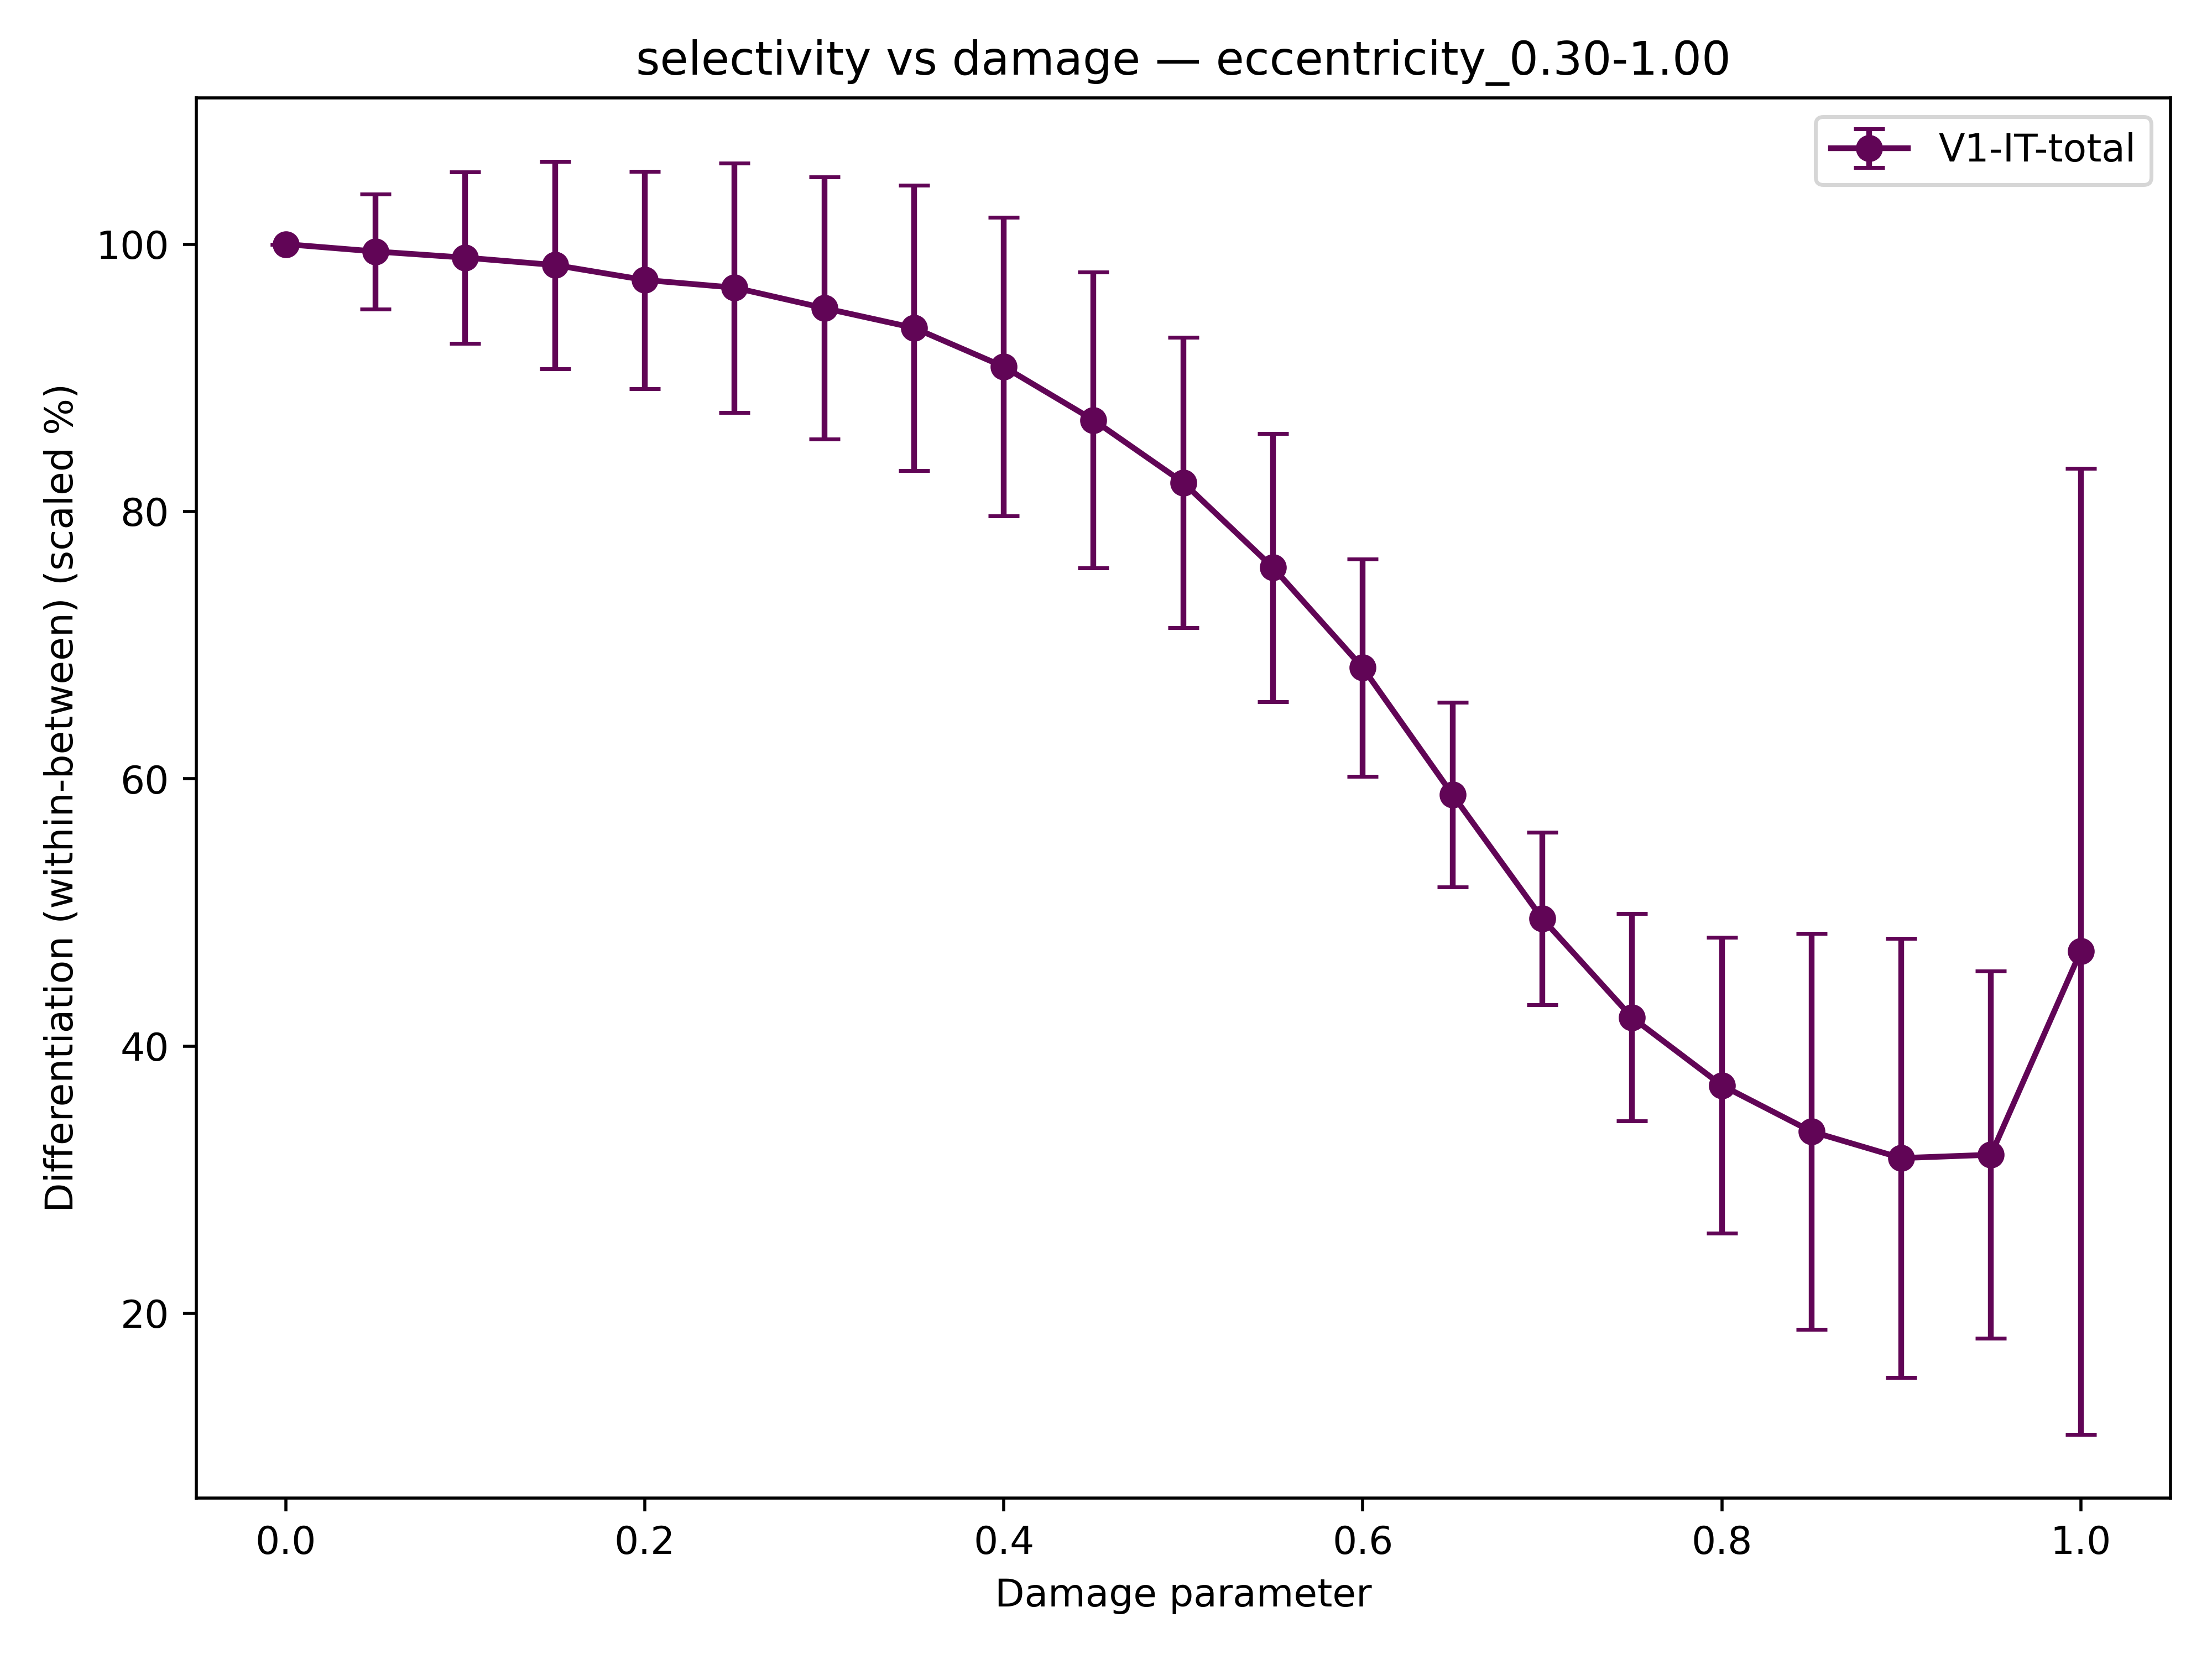 selectivity vs damage — eccentricity_0.30-1.00
V1-IT-total
Differentiation (within-between) (scaled %)
100
80
60
40
20
0.0 0.2 0.4 0.6 0.8 1.0
Damage parameter